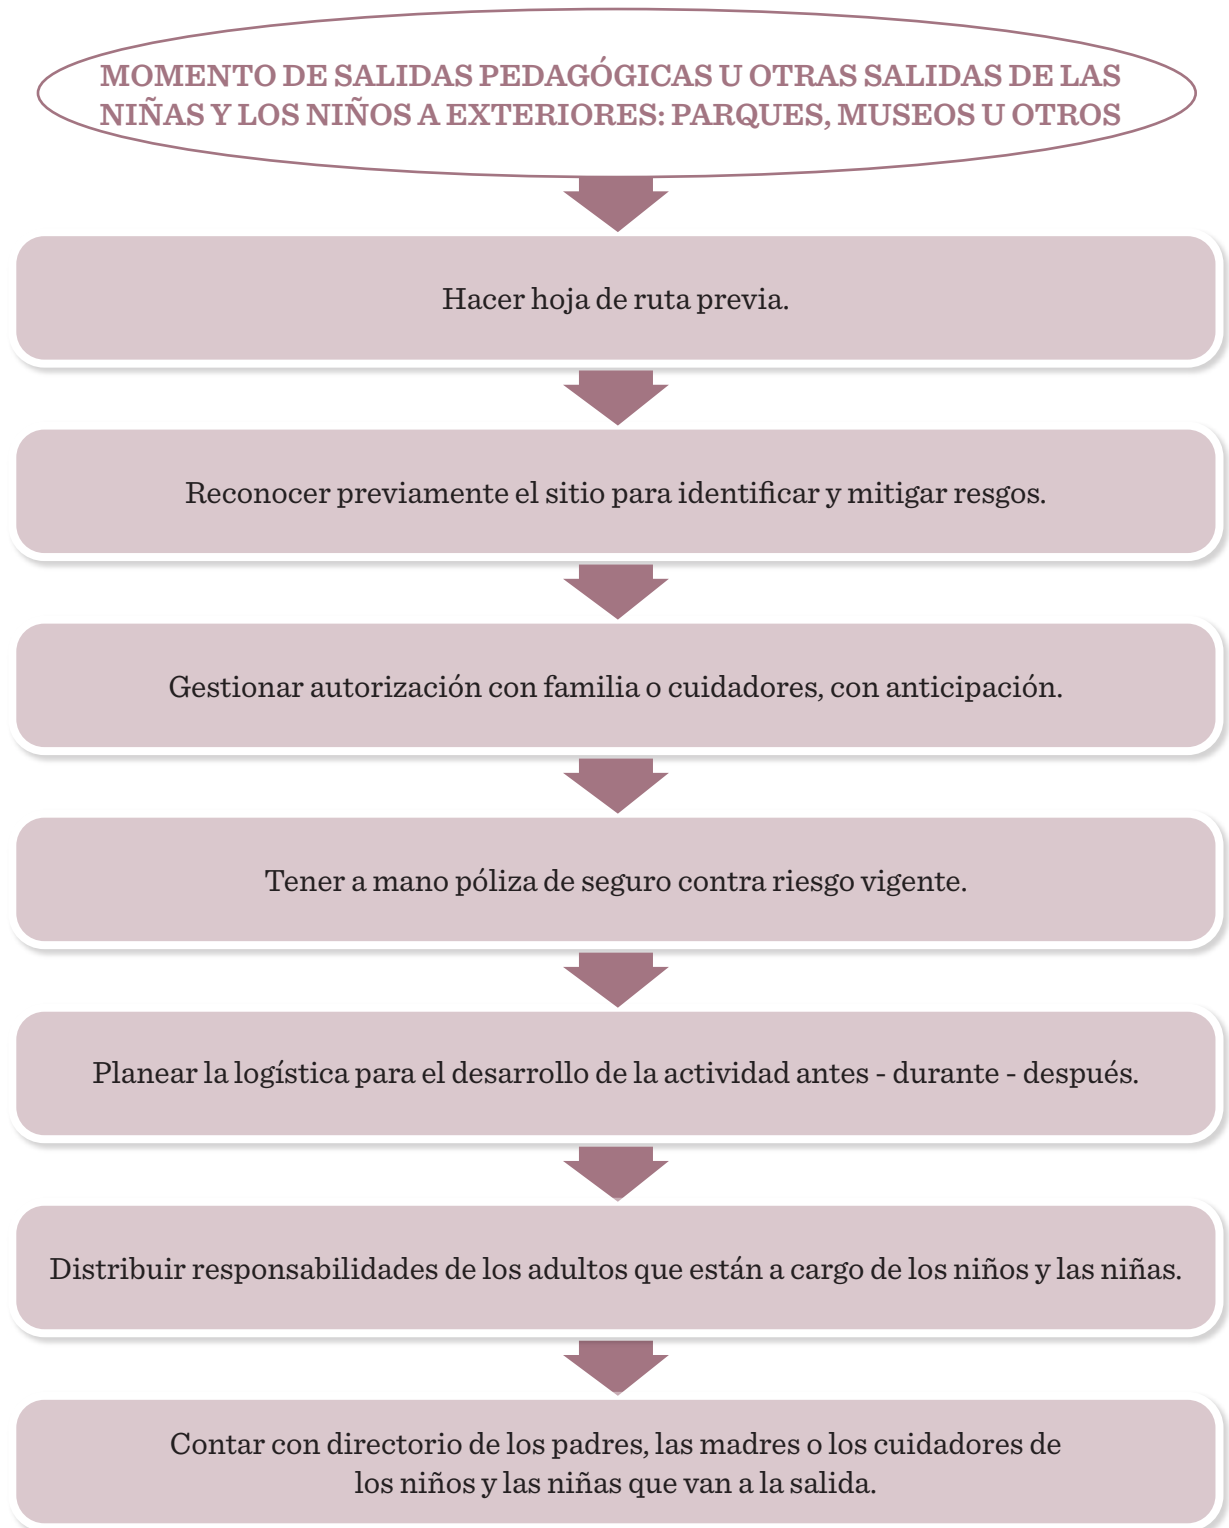 MOMENTO DE SALIDAS PEDAGÓGICAS U OTRAS SALIDAS DE LAS
NIÑAS Y LOS NIÑOS A EXTERIORES: PARQUES, MUSEOS U OTROS
Hacer hoja de ruta previa.
Reconocer previamente el sitio para identificar y mitigar resgos.
Gestionar autorización con familia o cuidadores, con anticipación.
Tener a mano póliza de seguro contra riesgo vigente.
Planear la logística para el desarrollo de la actividad antes - durante - después.
Distribuir responsabilidades de los adultos que están a cargo de los niños y las niñas.
Contar con directorio de los padres, las madres o los cuidadores de
los niños y las niñas que van a la salida.